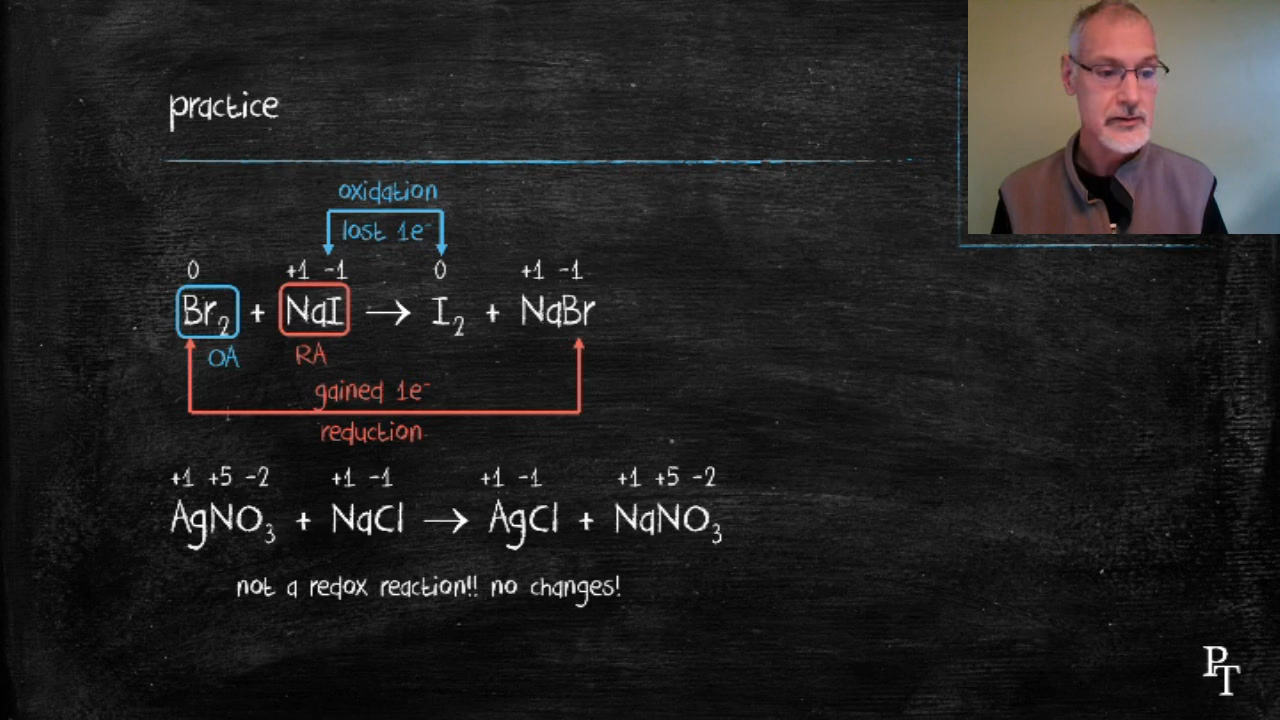 practice
oxidation
lost 1e⁻
0 +1 -1 0 +1 -1
Br₂ + NaI → I₂ + NaBr
OA RA
gained 1e⁻
reduction
+1 +5 -2 +1 -1 +1 -1 +1 +5 -2
AgNO₃ + NaCl → AgCl + NaNO₃
not a redox reaction!! no changes!
PT